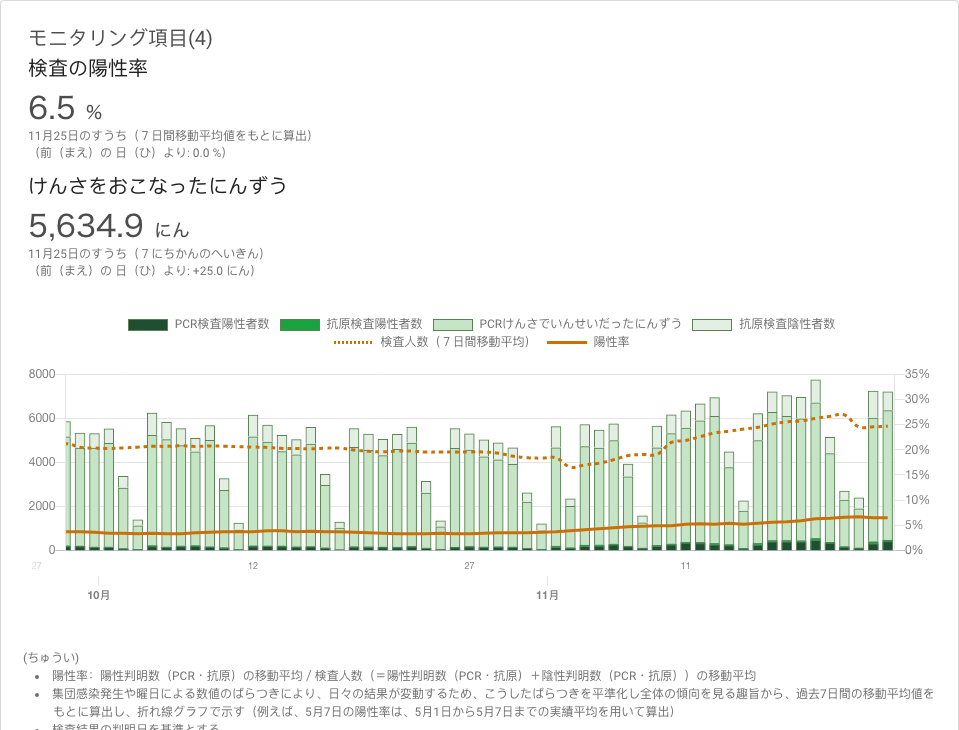 モニタリング項目(4)
検査の陽性率
6.5 %
11月25日のすうち（７日間移動平均値をもとに算出）
（前（まえ）の 日（ひ）より: 0.0 %）
けんさをおこなったにんずう
5,634.9 にん
11月25日のすうち（７にちかんのへいきん）
（前（まえ）の 日（ひ）より: +25.0 にん）
PCR検査陽性者数 抗原検査陽性者数 PCRけんさでいんせいだったにんずう 抗原検査陰性者数
検査人数（７日間移動平均） 陽性率
8000 35%
30%
6000 25%
4000 20%
15%
2000 10%
5%
0 0%
27 12 27 11
10月 11月
(ちゅうい)
• 陽性率：陽性判明数（PCR・抗原）の移動平均 / 検査人数（＝陽性判明数（PCR・抗原）＋陰性判明数（PCR・抗原））の移動平均
• 集団感染発生や曜日による数値のばらつきにより、日々の結果が変動するため、こうしたばらつきを平準化し全体の傾向を見る趣旨から、過去7日間の移動平均値を
もとに算出し、折れ線グラフで示す（例えば、5月7日の陽性率は、5月1日から5月7日までの実績平均を用いて算出）
• 検査結果の判明日を基準とする